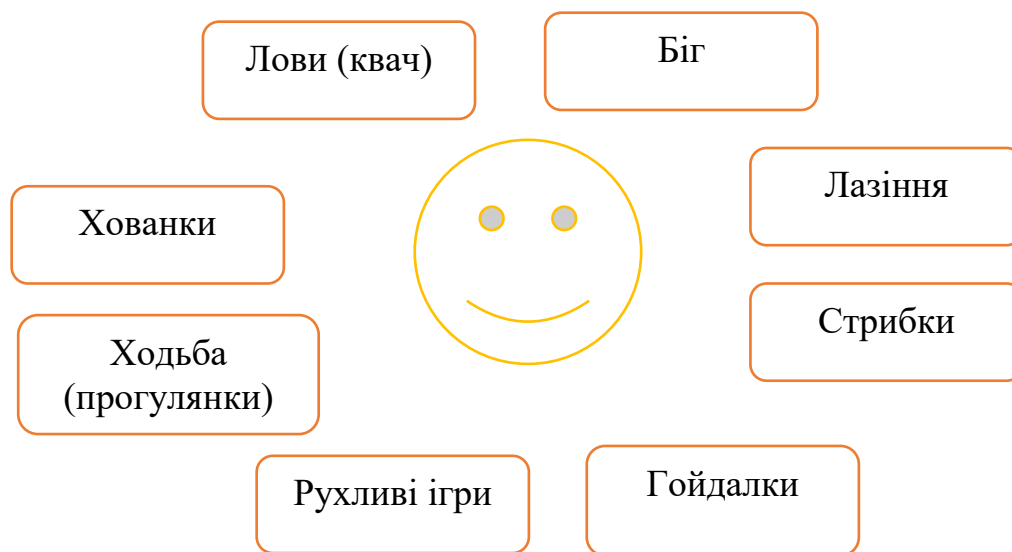 Лови (квач)
Біг
Лазіння
Хованки
Стрибки
Ходьба
(прогулянки)
Рухливі ігри
Гойдалки